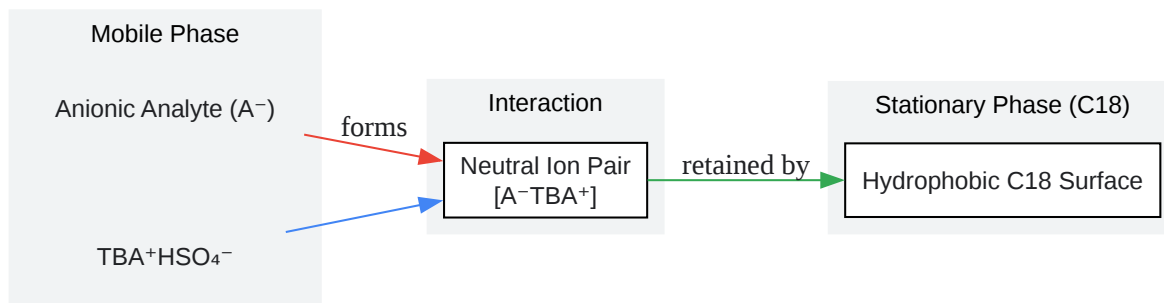 Mobile Phase
Anionic Analyte (A⁻)
TBA⁺HSO₄⁻
forms
Interaction
Neutral Ion Pair
[A⁻TBA⁺]
retained by
Stationary Phase (C18)
Hydrophobic C18 Surface